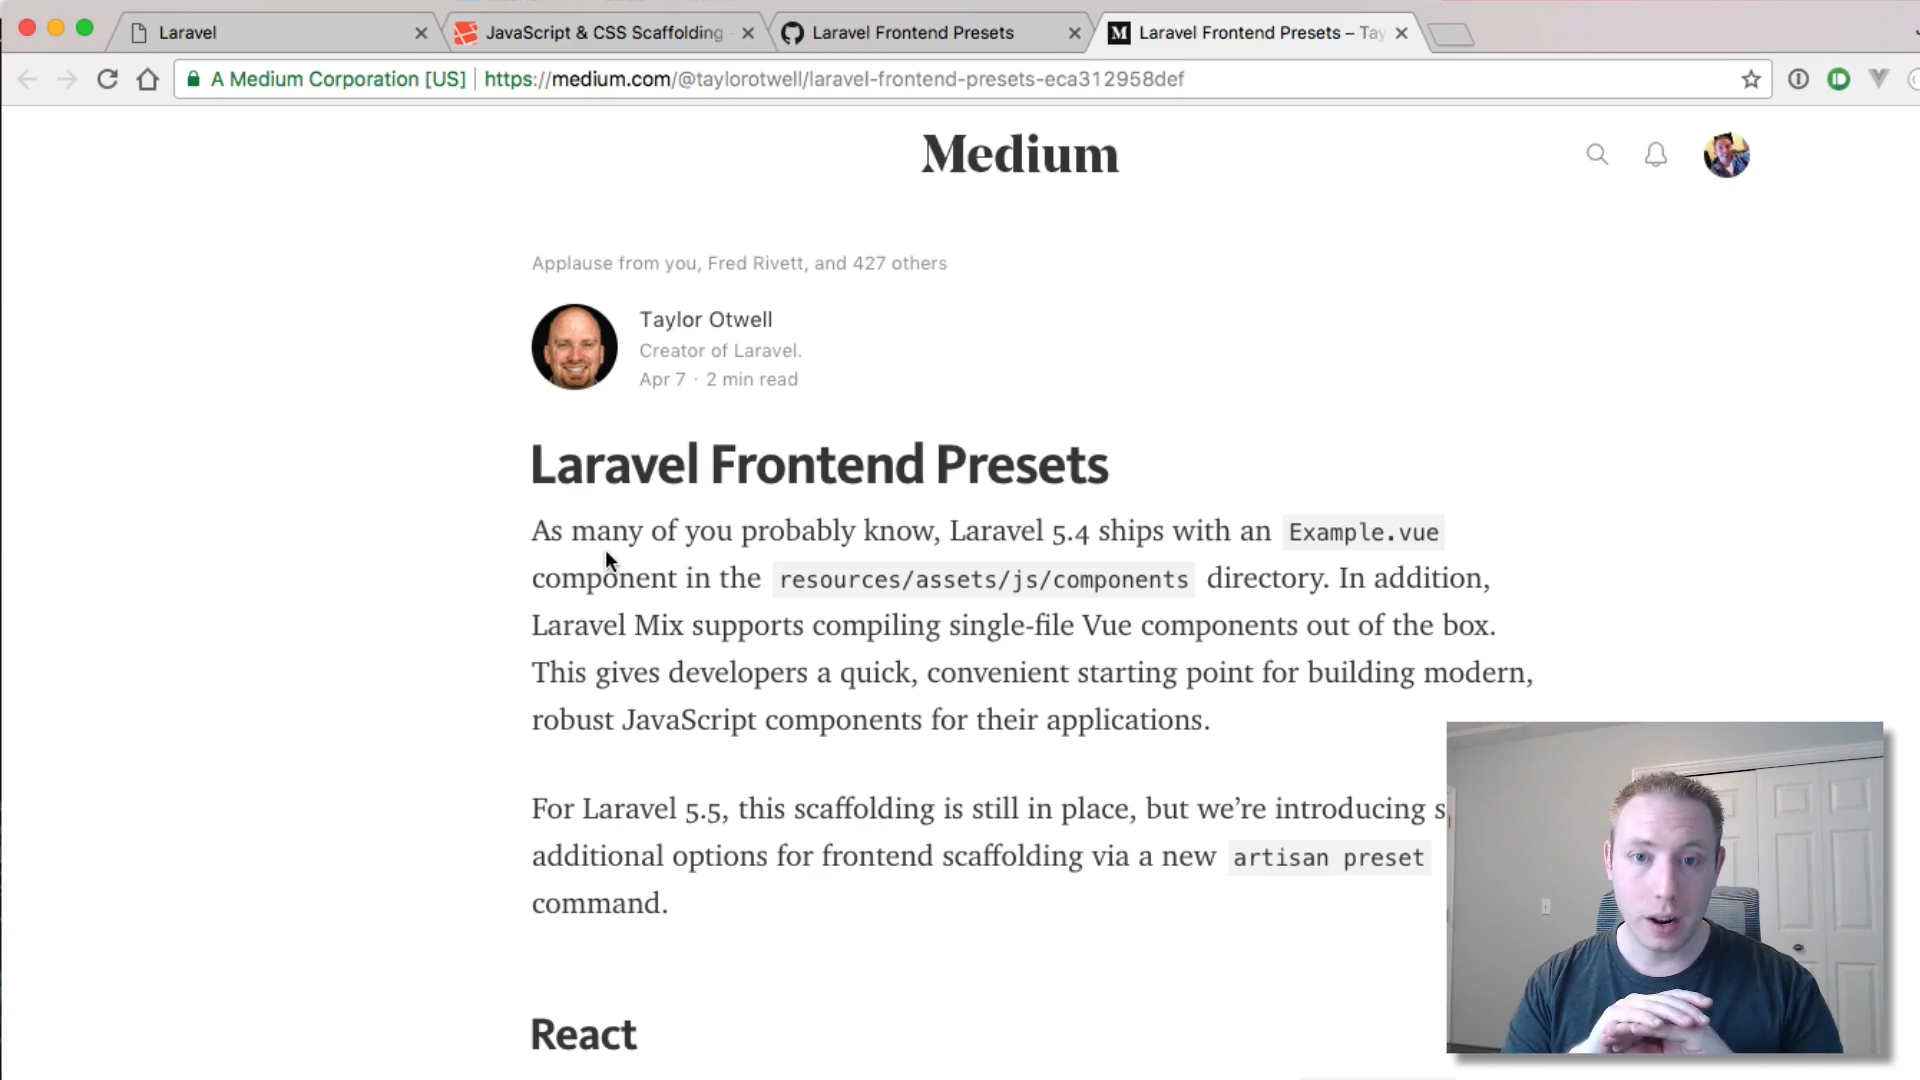 Laravel
JavaScript & CSS Scaffolding -
Laravel Frontend Presets
Laravel Frontend Presets – Tay
A Medium Corporation [US] | https://medium.com/@taylorotwell/laravel-frontend-presets-eca312958def
Medium
Applause from you, Fred Rivett, and 427 others
Taylor Otwell
Creator of Laravel.
Apr 7 · 2 min read
Laravel Frontend Presets
As many of you probably know, Laravel 5.4 ships with an Example.vue
component in the resources/assets/js/components directory. In addition,
Laravel Mix supports compiling single-file Vue components out of the box.
This gives developers a quick, convenient starting point for building modern,
robust JavaScript components for their applications.
For Laravel 5.5, this scaffolding is still in place, but we’re introducing s
additional options for frontend scaffolding via a new artisan preset
command.
React